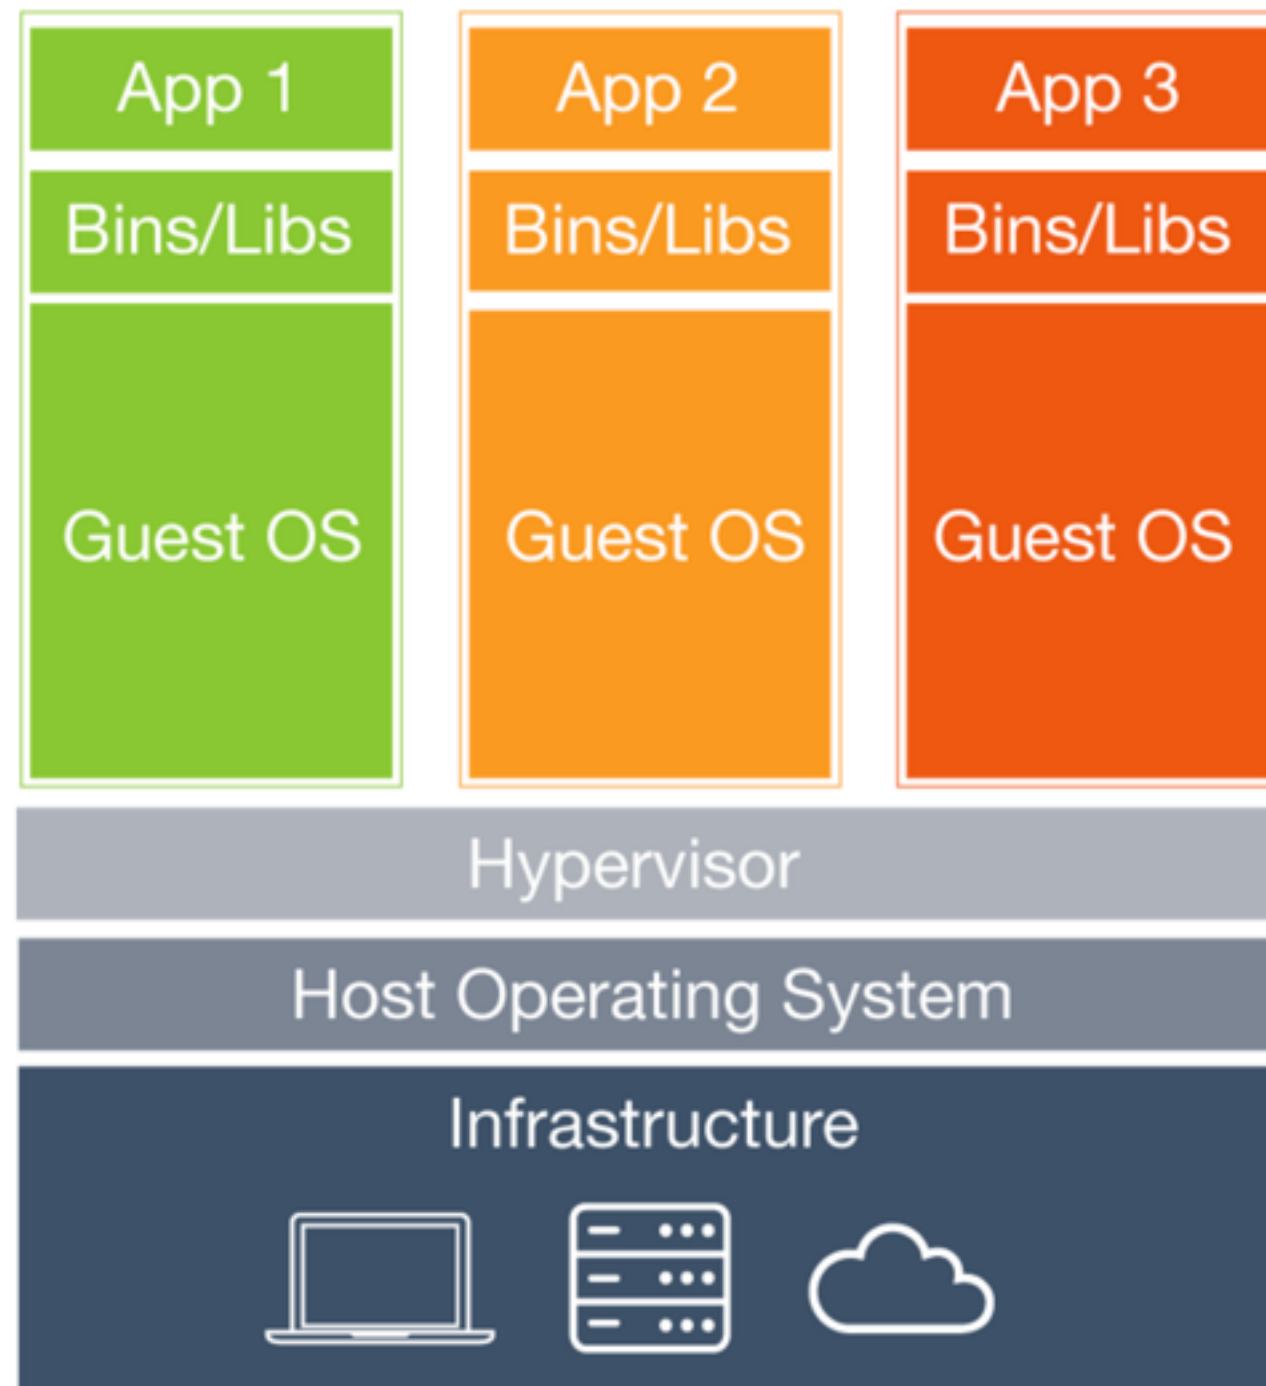 App 1
App 2
App 3
Bins/Libs
Bins/Libs
Bins/Libs
Guest OS
Guest OS
Guest OS
Hypervisor
Host Operating System
Infrastructure